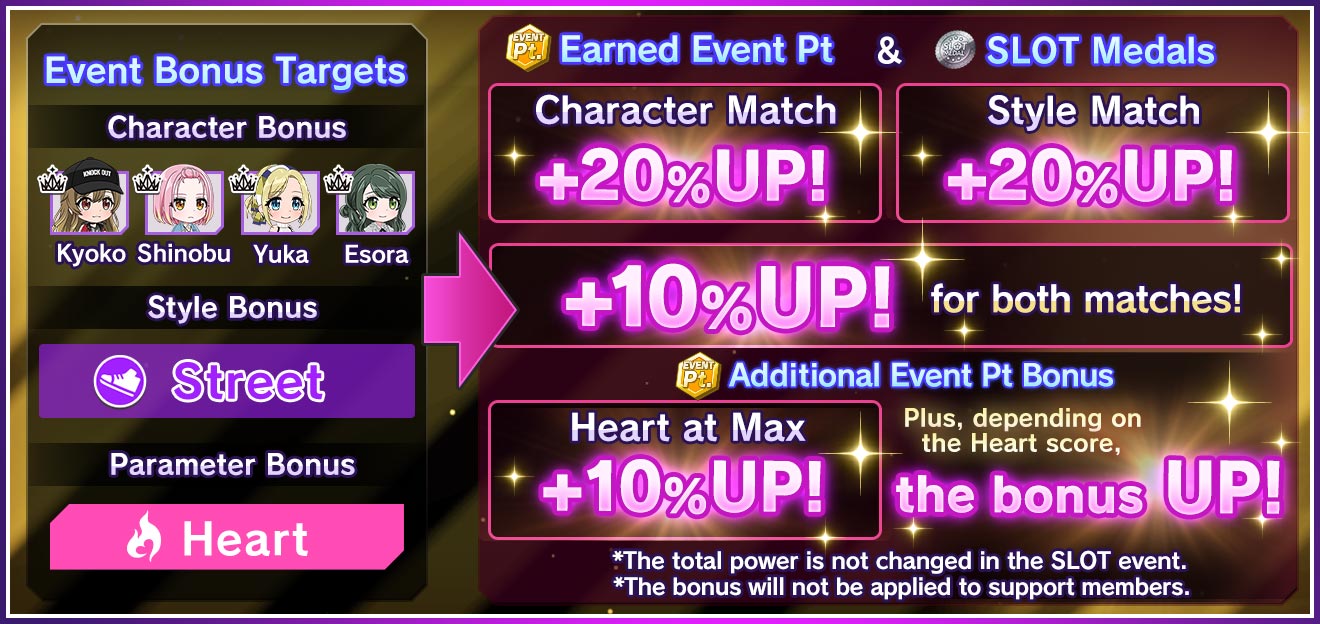 Event Bonus Targets
Character Bonus
KNOCK OUT
Kyoko Shinobu Yuka Esora
Style Bonus
Street
Parameter Bonus
Heart
EVENT
Pt.
Earned Event Pt & SLOT Medals
SLOT
MEDAL
Character Match
+20%UP!
Style Match
+20%UP!
+10%UP! for both matches!
EVENT
Pt.
Additional Event Pt Bonus
Heart at Max
+10%UP!
Plus, depending on
the Heart score,
the bonus UP!
*The total power is not changed in the SLOT event.
*The bonus will not be applied to support members.